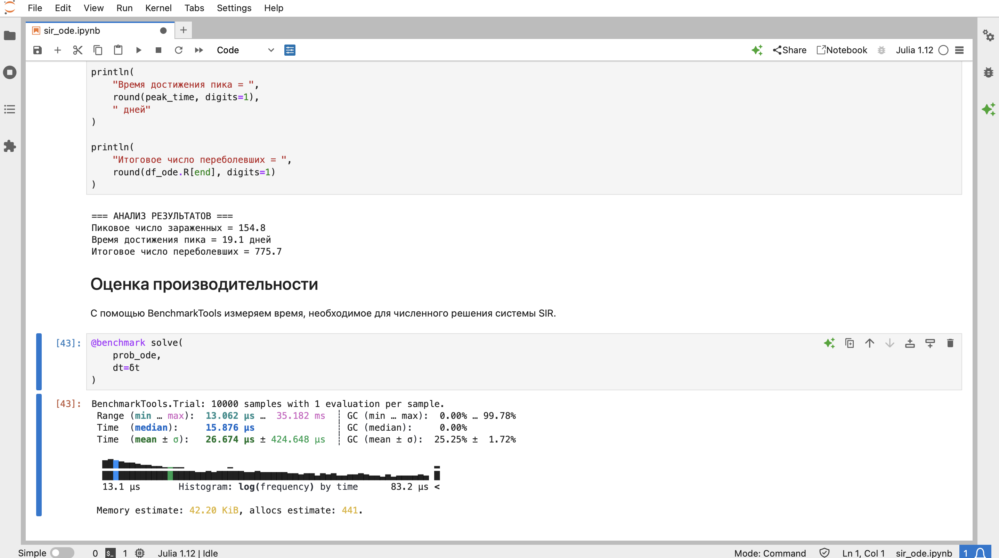 File Edit View Run Kernel Tabs Settings Help
sir_ode.ipynb
Code
Share Notebook Julia 1.12
println(
    "Время достижения пика = ",
    round(peak_time, digits=1),
    " дней"
)
println(
    "Итоговое число переболевших = ",
    round(df_ode.R[end], digits=1)
)
=== АНАЛИЗ РЕЗУЛЬТАТОВ ===
Пиковое число зараженных = 154.8
Время достижения пика = 19.1 дней
Итоговое число переболевших = 775.7
Оценка производительности
С помощью BenchmarkTools измеряем время, необходимое для численного решения системы SIR.
[43]: @benchmark solve(
    prob_ode,
    dt=δt
)
[43]: BenchmarkTools.Trial: 10000 samples with 1 evaluation per sample.
Range (min … max): 13.062 μs … 35.182 ms ┊ GC (min … max): 0.00% … 99.78%
Time (median): 15.876 μs ┊ GC (median): 0.00%
Time (mean ± σ): 26.674 μs ± 424.648 μs ┊ GC (mean ± σ): 25.25% ± 1.72%
13.1 μs Histogram: log(frequency) by time 83.2 μs <
Memory estimate: 42.20 KiB, allocs estimate: 441.
Simple 0 $_ 1 Julia 1.12 | Idle Mode: Command Ln 1, Col 1 sir_ode.ipynb 1